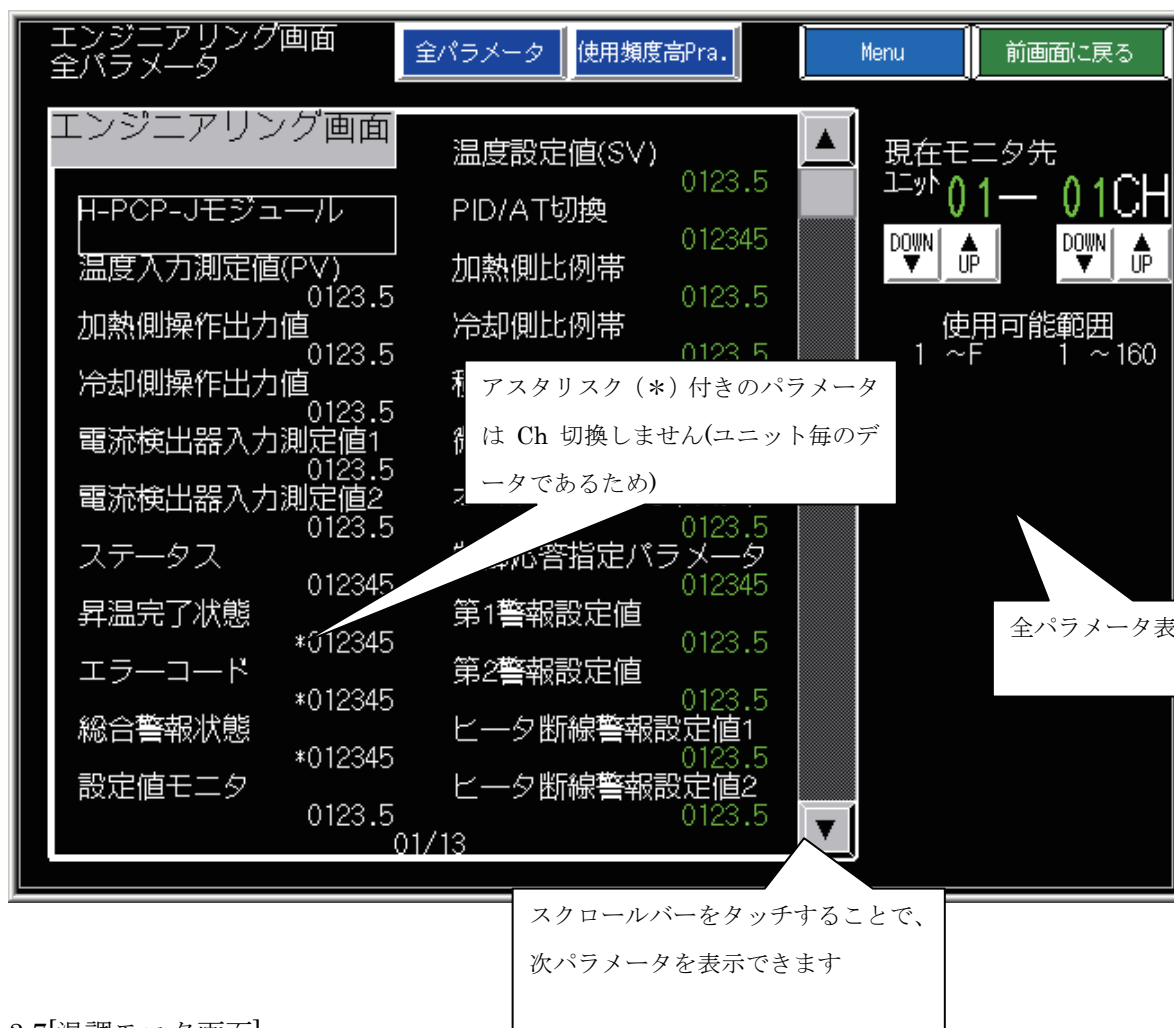 エンジニアリング画面
全パラメータ
全パラメータ
使用頻度高Pra.
Menu
前画面に戻る
エンジニアリング画面
H-PCP-Jモジュール
温度入力測定値(PV)
0123.5
加熱側操作出力値
0123.5
冷却側操作出力値
0123.5
電流検出器入力測定値1
0123.5
電流検出器入力測定値2
0123.5
ステータス
012345
昇温完了状態
*012345
エラーコード
*012345
総合警報状態
*012345
設定値モニタ
0123.5
温度設定値(SV)
0123.5
PID/AT切換
012345
加熱側比例帯
0123.5
冷却側比例帯
0123.5
0123.5
応答指定パラメータ
012345
第1警報設定値
0123.5
第2警報設定値
0123.5
ヒータ断線警報設定値1
0123.5
ヒータ断線警報設定値2
0123.5
01/13
▲
▼
現在モニタ先
ユニット01― 01CH
DOWN ▼ ▲ UP DOWN ▼ ▲ UP
使用可能範囲
1 ~F 1 ~160
アスタリスク（*）付きのパラメータ
は Ch 切換しません(ユニット毎のデ
ータであるため)
全パラメータ表
スクロールバーをタッチすることで、
次パラメータを表示できます